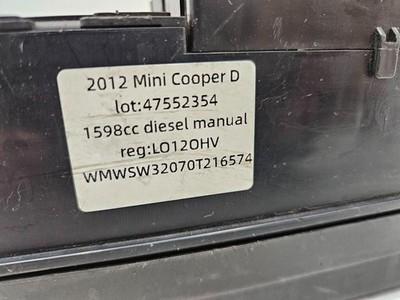 2012 Mini Cooper D
lot:47552354
1598cc diesel manual
reg:LO12OHV
WMWSW32070T216574